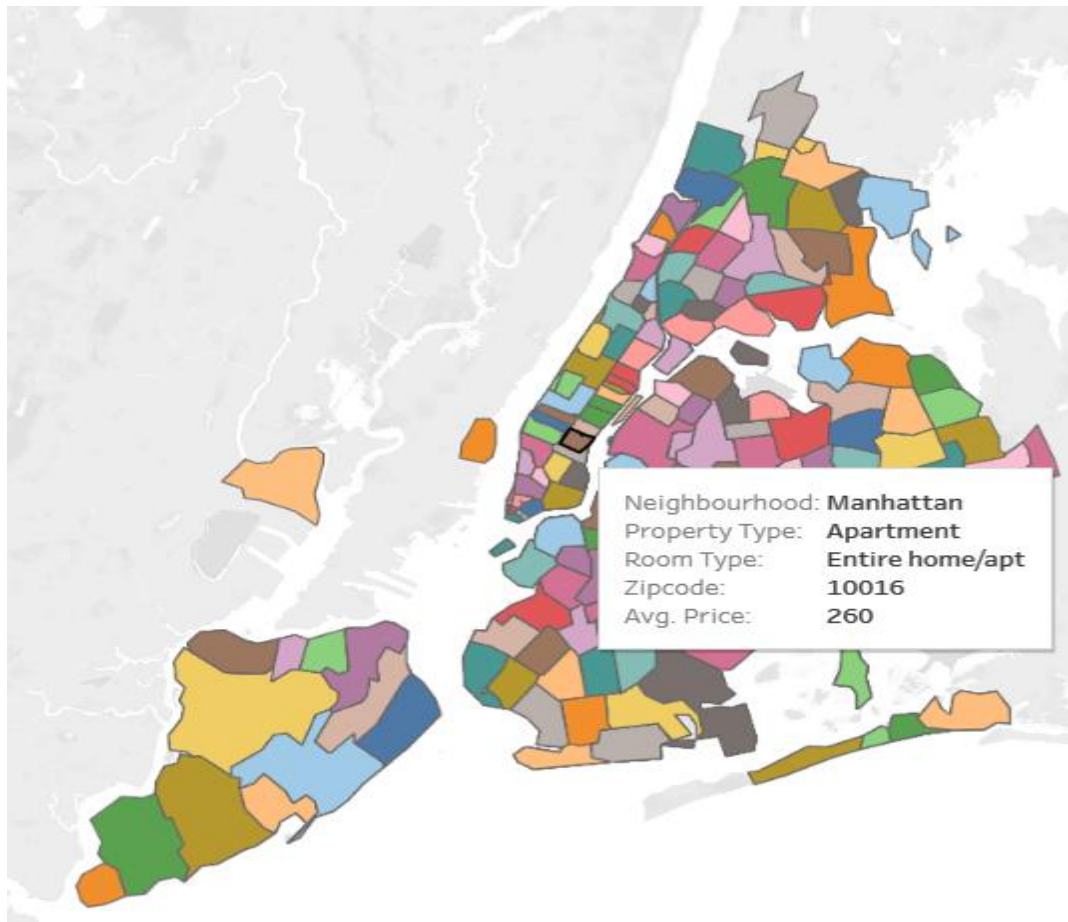 Neighbourhood: Manhattan
Property Type: Apartment
Room Type: Entire home/apt
Zipcode: 10016
Avg. Price: 260